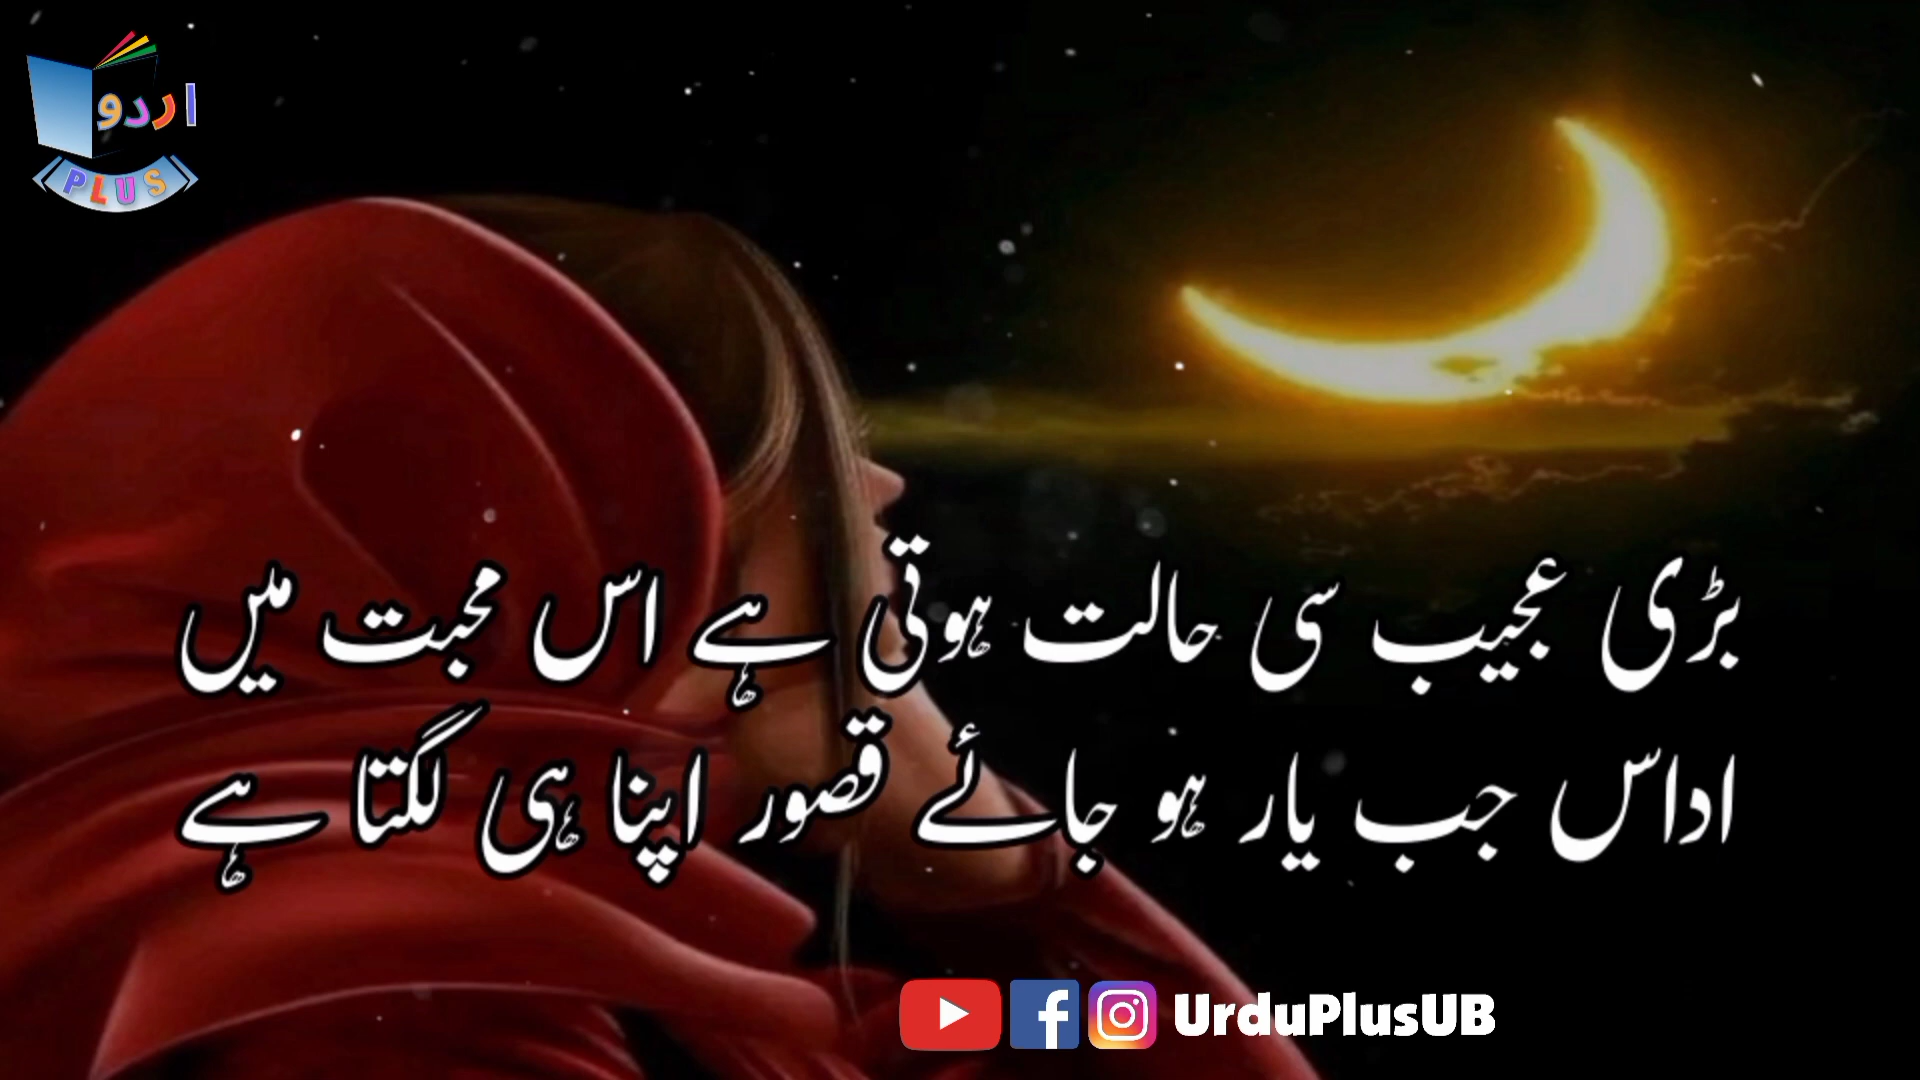 اردو
PLUS
بڑی عجیب سی حالت ہوتی ہے اس محبت میں
اداس جب یار ہو جائے قصور اپنا ہی لگتا ہے
UrduPlusUB